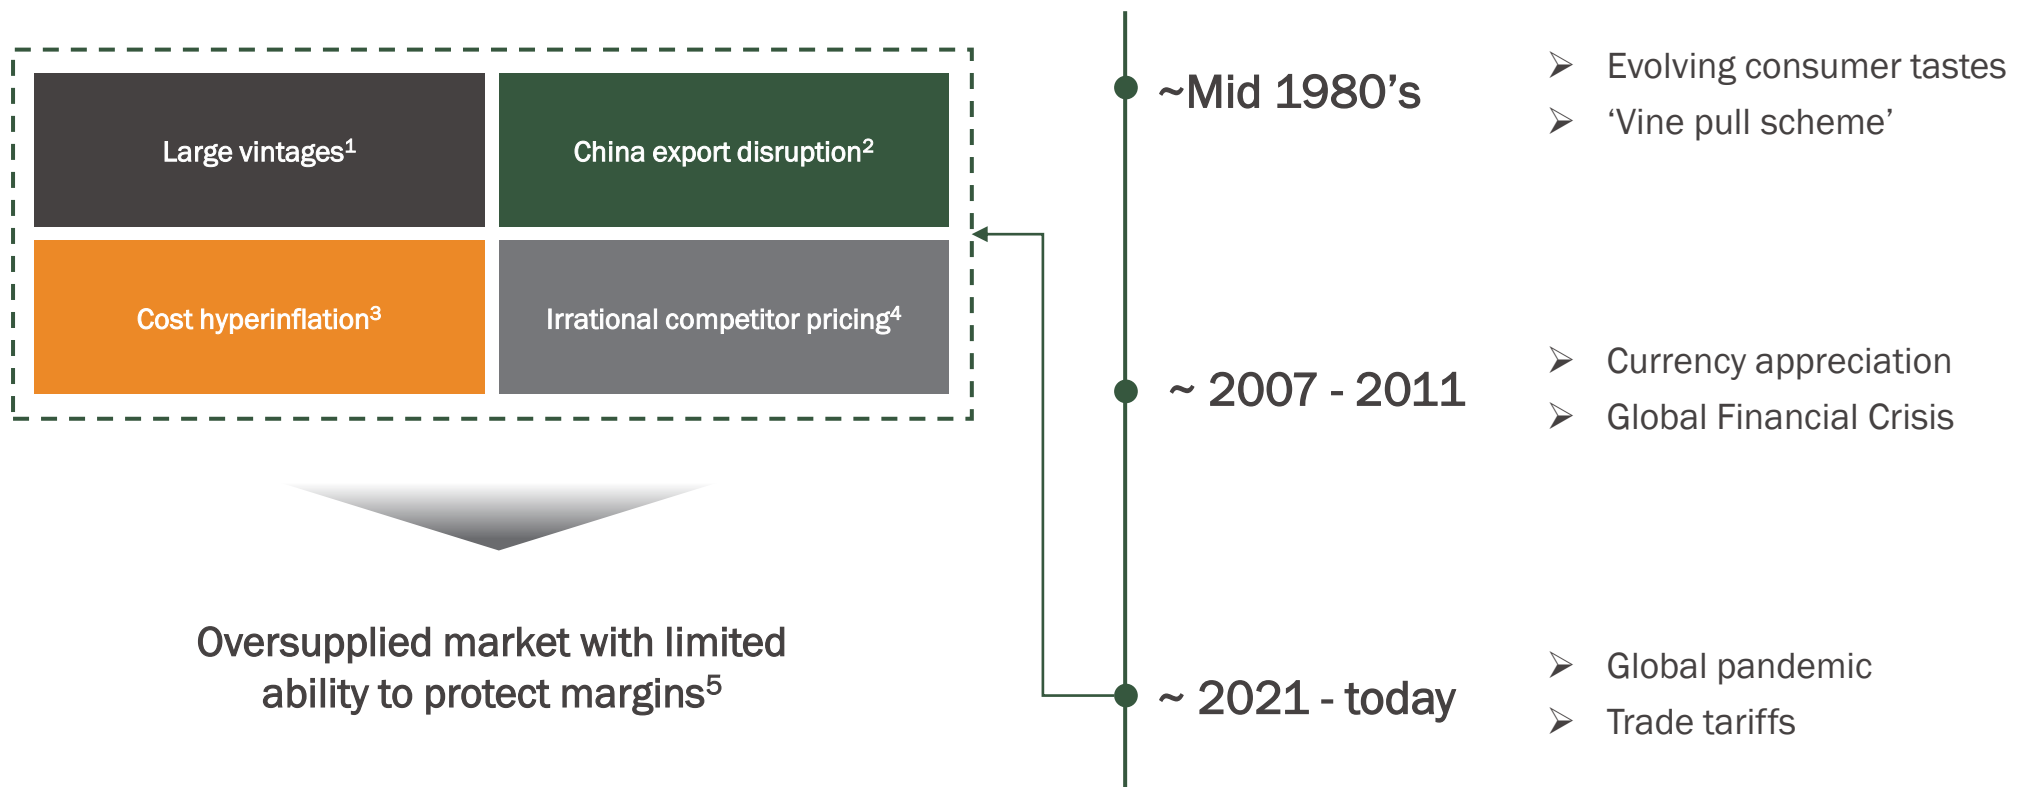 Large vintages¹
China export disruption²
Cost hyperinflation³
Irrational competitor pricing⁴
Oversupplied market with limited
ability to protect margins⁵
~Mid 1980’s
Evolving consumer tastes
‘Vine pull scheme’
~ 2007 - 2011
Currency appreciation
Global Financial Crisis
~ 2021 - today
Global pandemic
Trade tariffs